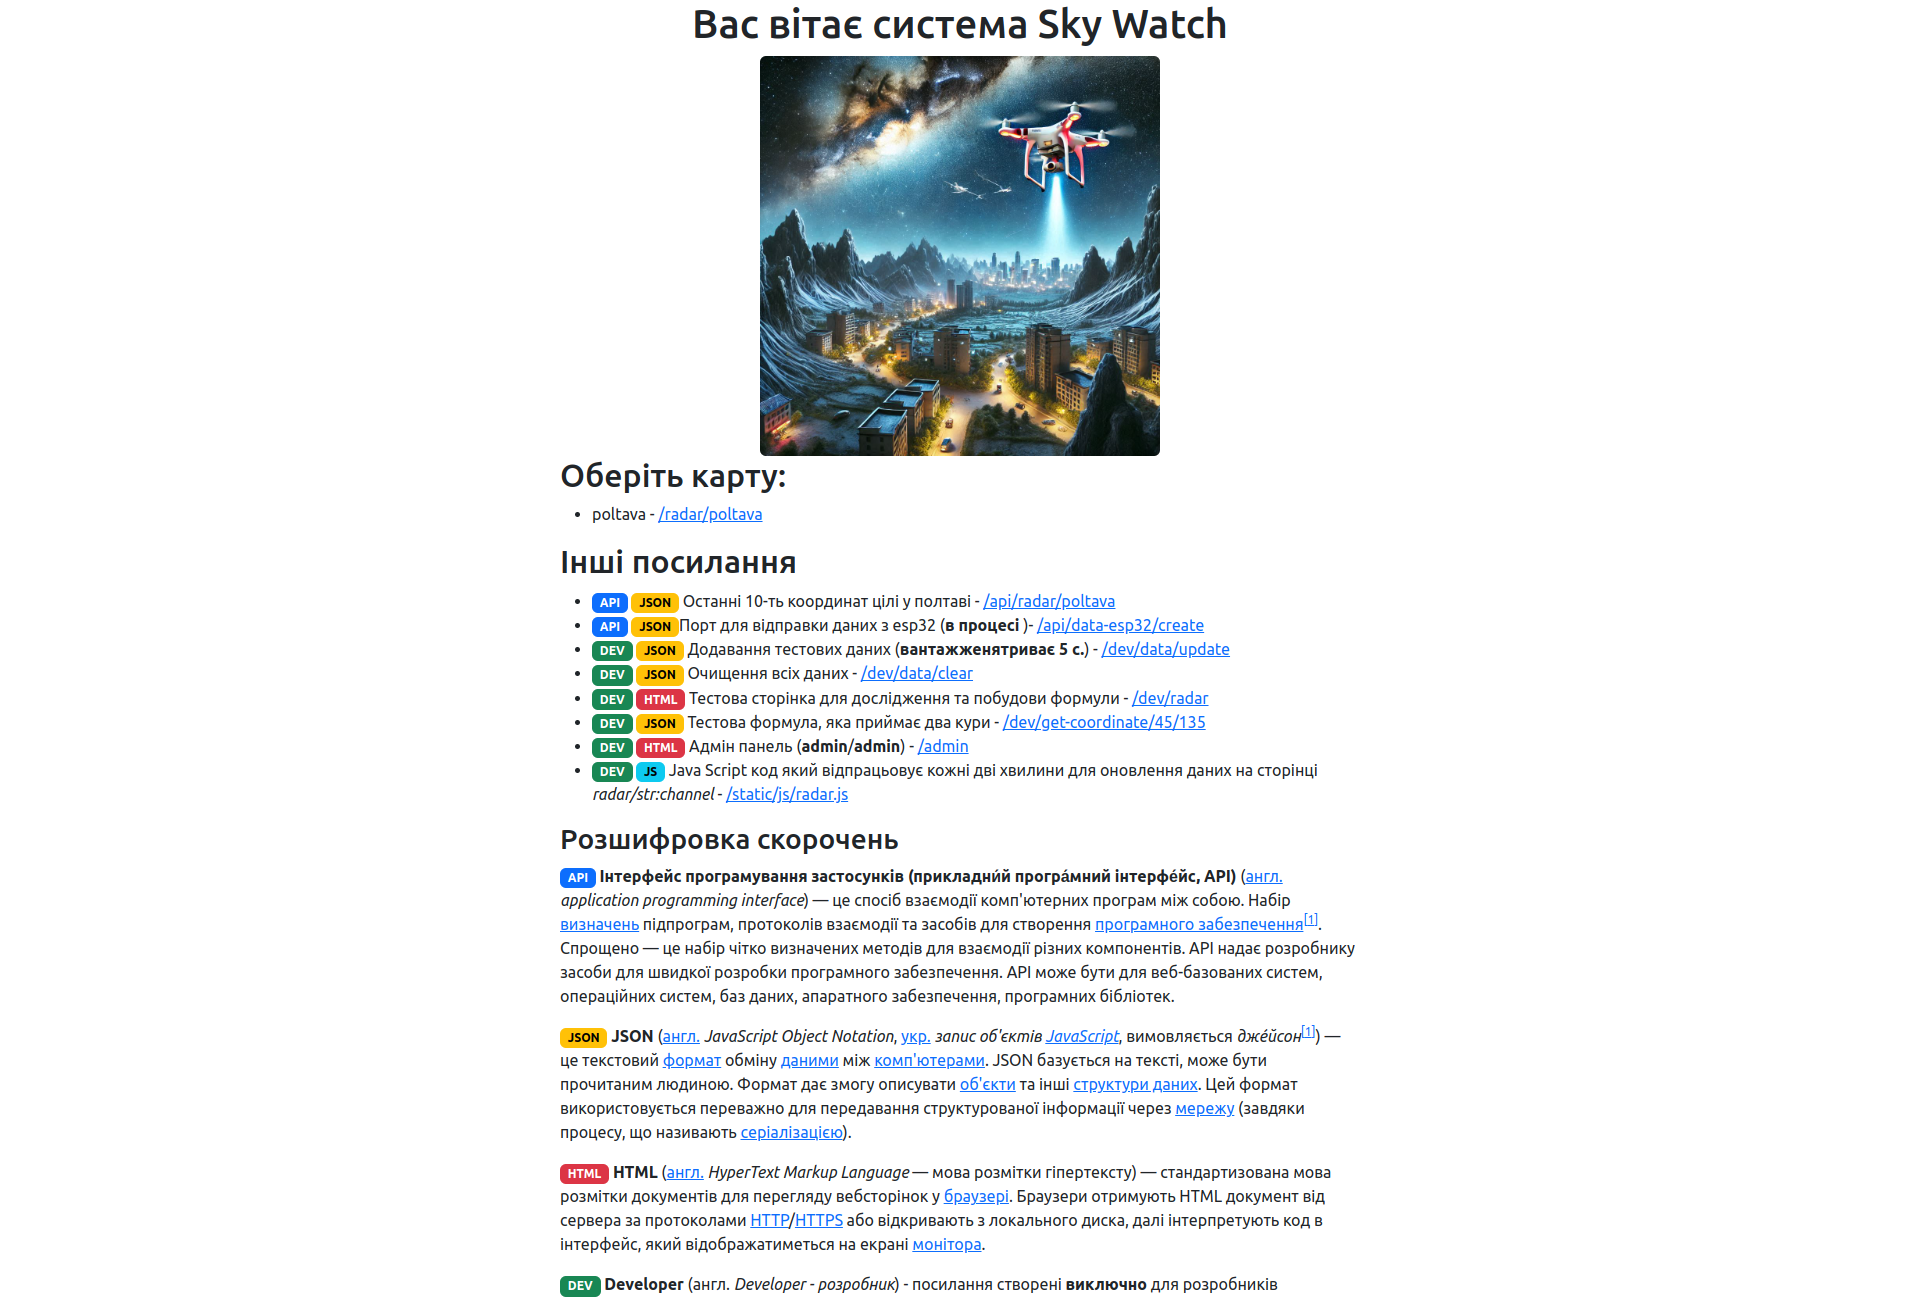 Вас вітає система Sky Watch
Оберіть карту:
poltava - /radar/poltava
Інші посилання
API JSON Останні 10-ть координат цілі у полтаві - /api/radar/poltava
API JSON Порт для відправки даних з esp32 (в процесі )- /api/data-esp32/create
DEV JSON Додавання тестових даних (вантажженятриває 5 с.) - /dev/data/update
DEV JSON Очищення всіх даних - /dev/data/clear
DEV HTML Тестова сторінка для дослідження та побудови формули - /dev/radar
DEV JSON Тестова формула, яка приймає два кури - /dev/get-coordinate/45/135
DEV HTML Адмін панель (admin/admin) - /admin
DEV JS Java Script код який відпрацьовує кожні дві хвилини для оновлення даних на сторінці
radar/str:channel - /static/js/radar.js
Розшифровка скорочень
API Інтерфейс програмування застосунків (прикладни́й програ́мний інтерфе́йс, API) (англ.
application programming interface) — це спосіб взаємодії комп'ютерних програм між собою. Набір
визначень підпрограм, протоколів взаємодії та засобів для створення програмного забезпечення[1].
Спрощено — це набір чітко визначених методів для взаємодії різних компонентів. API надає розробнику
засоби для швидкої розробки програмного забезпечення. API може бути для веб-базованих систем,
операційних систем, баз даних, апаратного забезпечення, програмних бібліотек.
JSON JSON (англ. JavaScript Object Notation, укр. запис об'єктів JavaScript, вимовляється дже́йсон[1]) —
це текстовий формат обміну даними між комп'ютерами. JSON базується на тексті, може бути
прочитаним людиною. Формат дає змогу описувати об'єкти та інші структури даних. Цей формат
використовується переважно для передавання структурованої інформації через мережу (завдяки
процесу, що називають серіалізацією).
HTML HTML (англ. HyperText Markup Language — мова розмітки гіпертексту) — стандартизована мова
розмітки документів для перегляду вебсторінок у браузері. Браузери отримують HTML документ від
сервера за протоколами HTTP/HTTPS або відкривають з локального диска, далі інтерпретують код в
інтерфейс, який відображатиметься на екрані монітора.
DEV Developer (англ. Developer - розробник) - посилання створені виключно для розробників